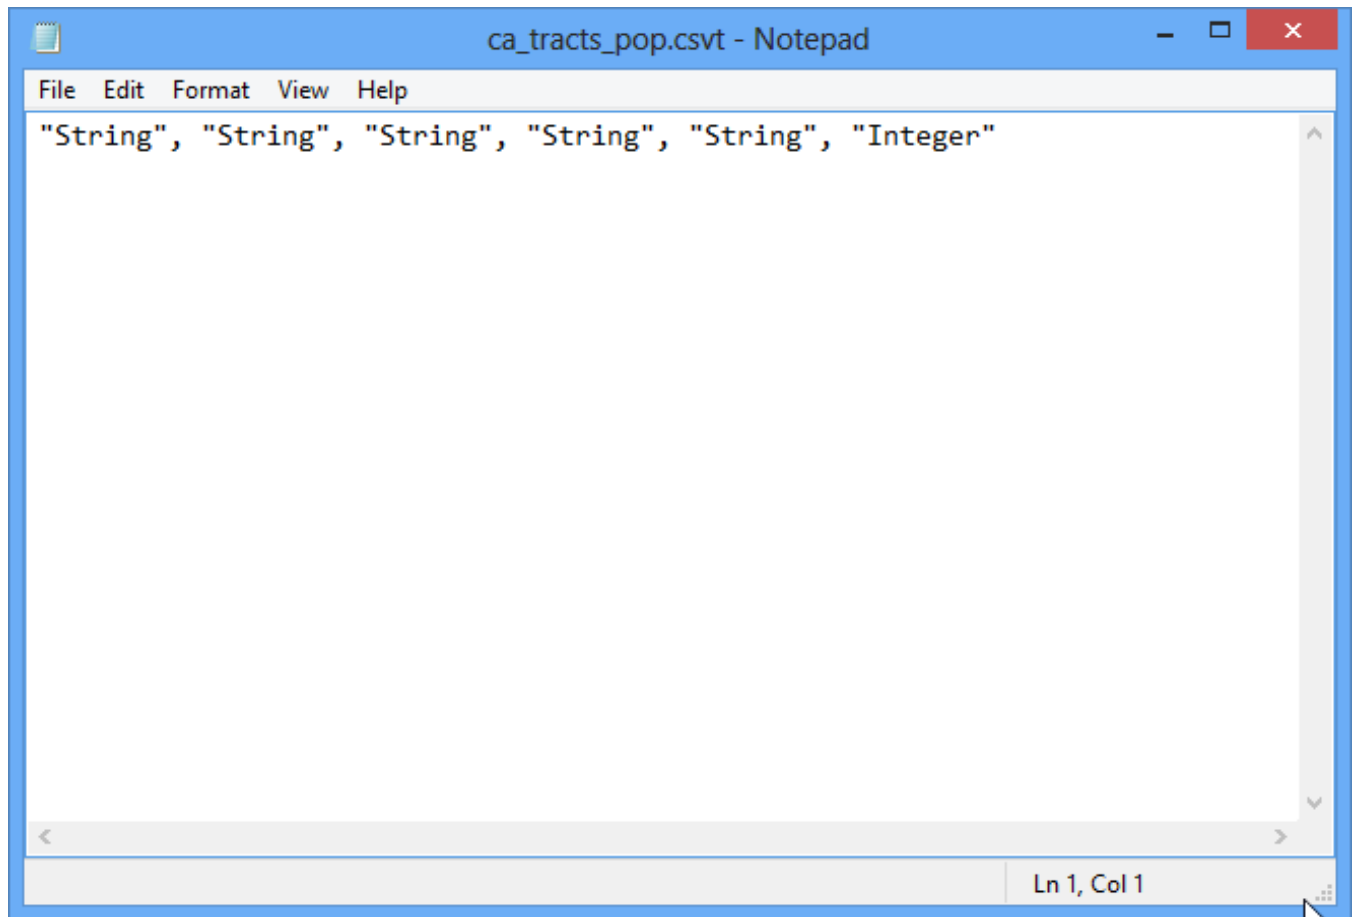 ca_tracts_pop.csvt - Notepad
File Edit Format View Help
"String", "String", "String", "String", "String", "Integer"
Ln 1, Col 1